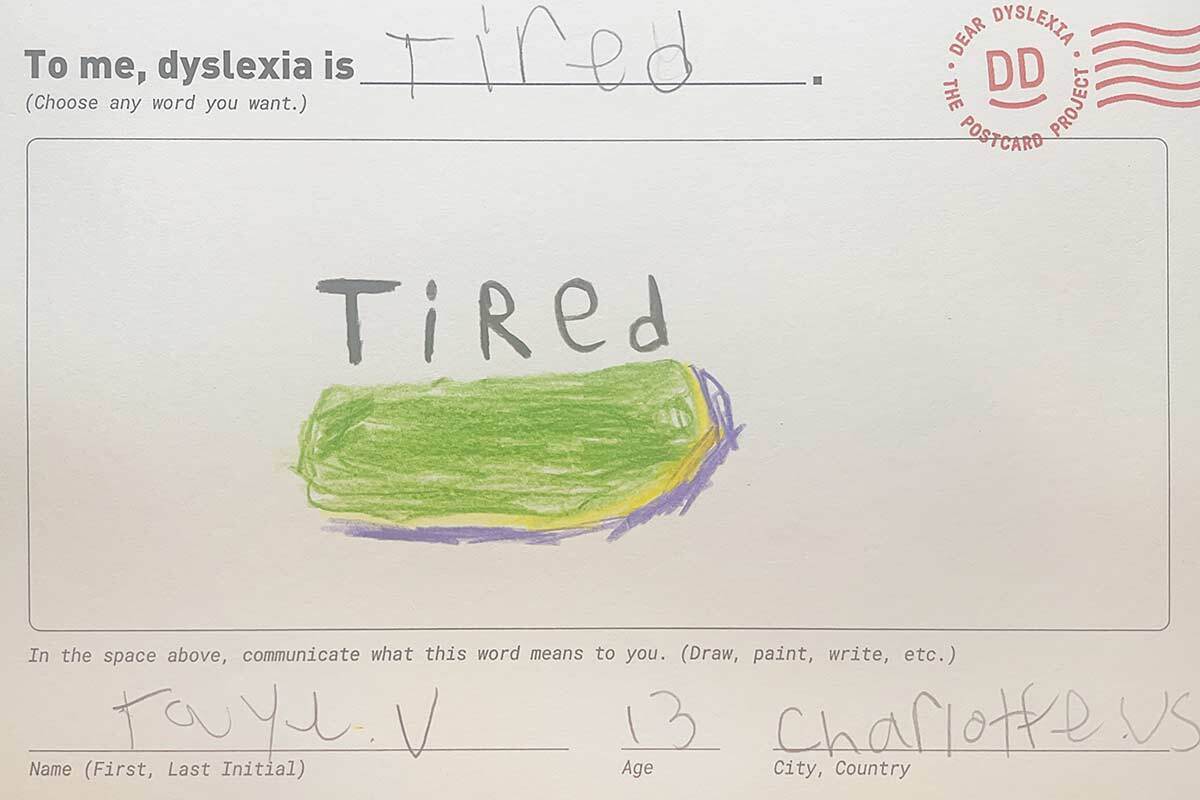 To me, dyslexia is Tired.
(Choose any word you want.)
• DEAR DYSLEXIA • THE POSTCARD PROJECT
DD
TiRed
In the space above, communicate what this word means to you. (Draw, paint, write, etc.)
V 13 Charlotte. US
Name (First, Last Initial) Age City, Country